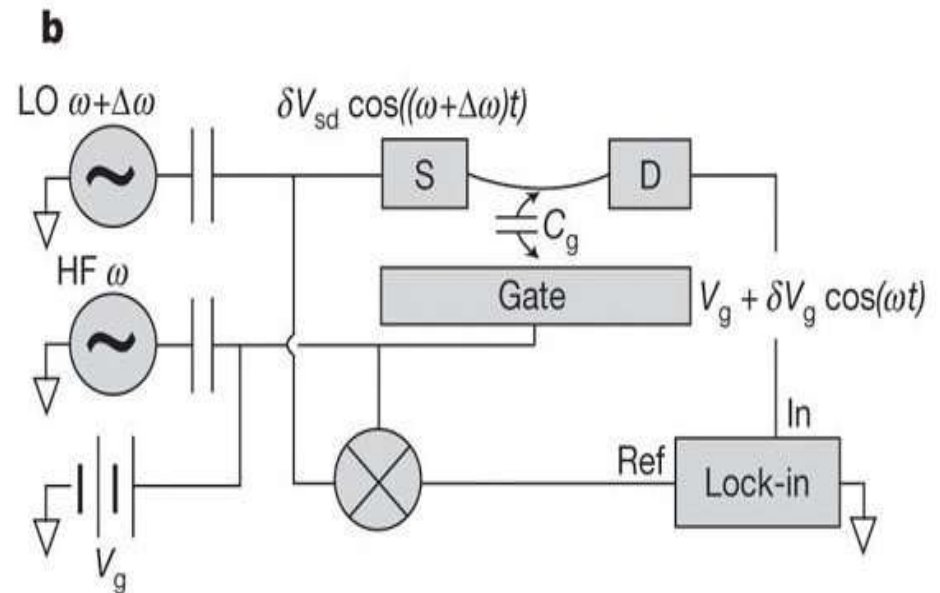 b
LO ω+Δω
δVsd cos((ω+Δω)t)
S
D
Cg
HF ω
Gate
Vg + δVg cos(ωt)
In
Ref
Lock-in
Vg